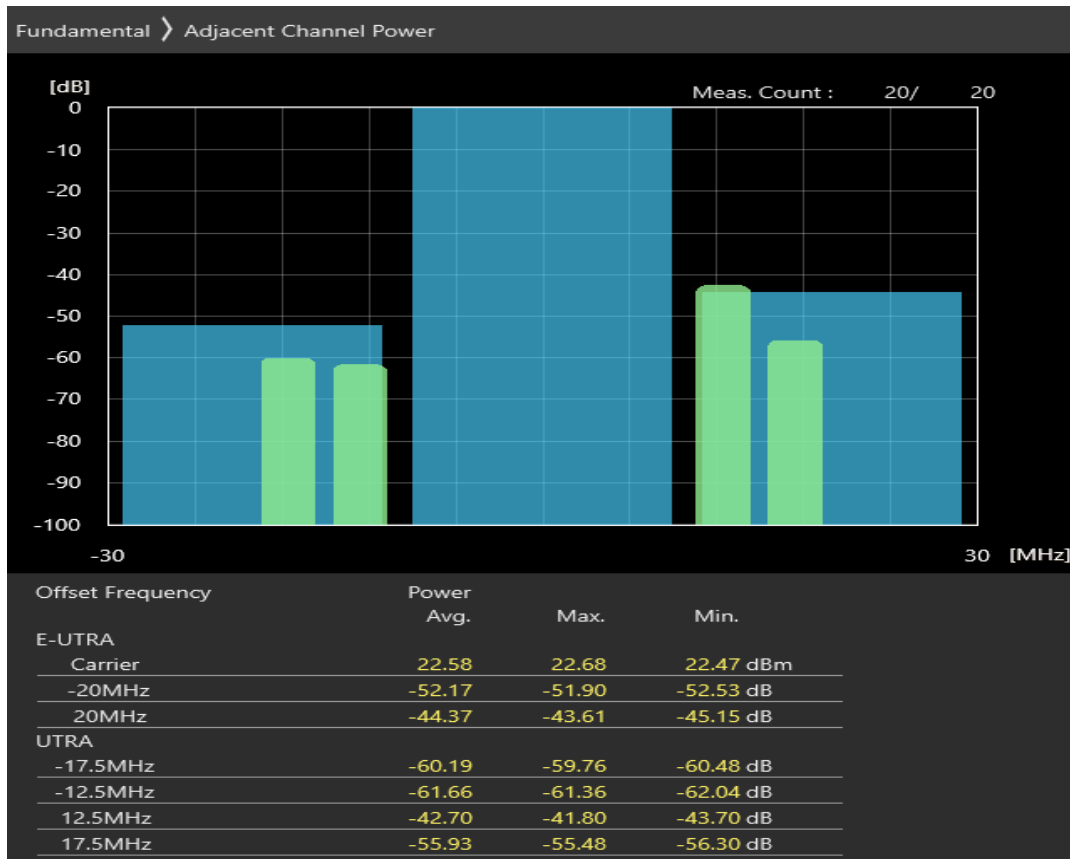 Fundamental ❯ Adjacent Channel Power
[dB]
Meas. Count : 20/ 20
0
-10
-20
-30
-40
-50
-60
-70
-80
-90
-100
-30 30 [MHz]
Offset Frequency Power
Avg. Max. Min.
E-UTRA
Carrier 22.58 22.68 22.47 dBm
-20MHz -52.17 -51.90 -52.53 dB
20MHz -44.37 -43.61 -45.15 dB
UTRA
-17.5MHz -60.19 -59.76 -60.48 dB
-12.5MHz -61.66 -61.36 -62.04 dB
12.5MHz -42.70 -41.80 -43.70 dB
17.5MHz -55.93 -55.48 -56.30 dB